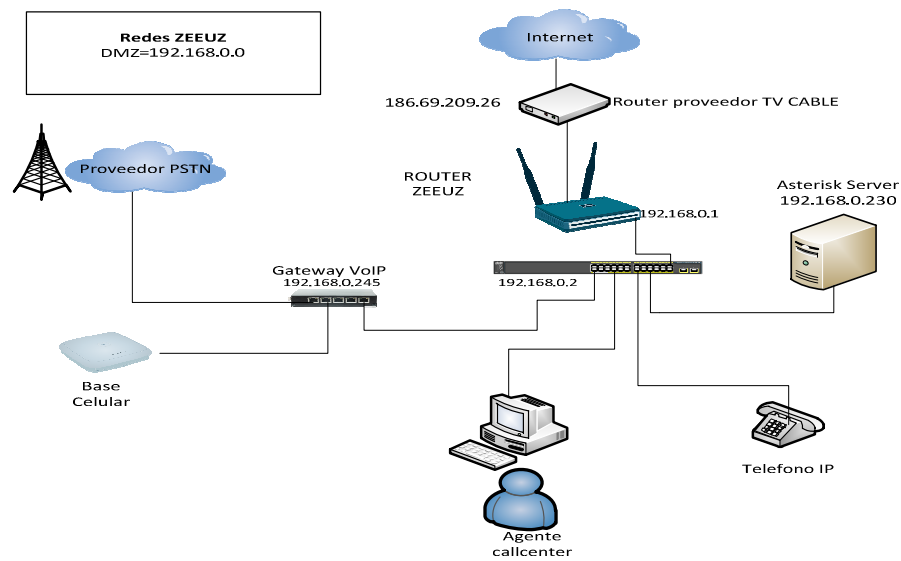 Redes ZEEUZ
DMZ=192.168.0.0
Internet
186.69.209.26
Router proveedor TV CABLE
Proveedor PSTN
ROUTER
ZEEUZ
192.168.0.1
Asterisk Server
192.168.0.230
Gateway VoIP
192.168.0.245
192.168.0.2
Base
Celular
Telefono IP
Agente
callcenter